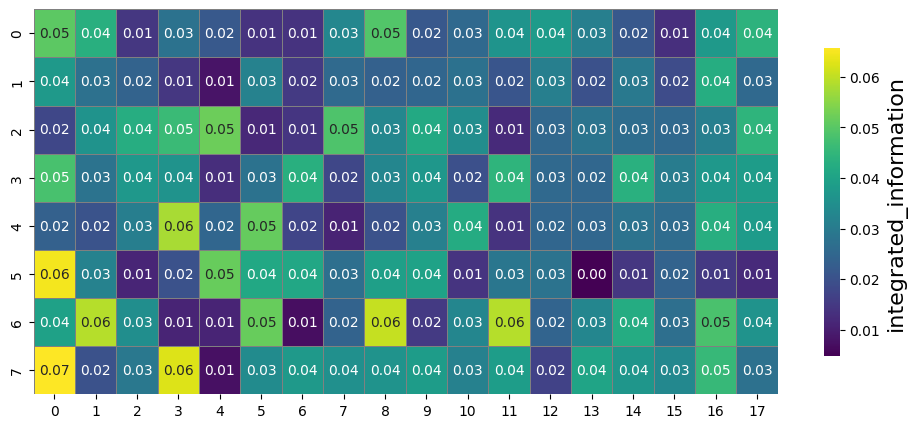 0 0.05 0.04 0.01 0.03 0.02 0.01 0.01 0.03 0.05 0.02 0.03 0.04 0.04 0.03 0.02 0.01 0.04 0.04
1 0.04 0.03 0.02 0.01 0.01 0.03 0.02 0.03 0.02 0.02 0.03 0.02 0.03 0.02 0.03 0.02 0.04 0.03
2 0.02 0.04 0.04 0.05 0.05 0.01 0.01 0.05 0.03 0.04 0.03 0.01 0.03 0.03 0.03 0.03 0.03 0.04
3 0.05 0.03 0.04 0.04 0.01 0.03 0.04 0.02 0.03 0.04 0.02 0.04 0.03 0.02 0.04 0.03 0.04 0.04
4 0.02 0.02 0.03 0.06 0.02 0.05 0.02 0.01 0.02 0.03 0.04 0.01 0.02 0.03 0.03 0.03 0.04 0.04
5 0.06 0.03 0.01 0.02 0.05 0.04 0.04 0.03 0.04 0.04 0.01 0.03 0.03 0.00 0.01 0.02 0.01 0.01
6 0.04 0.06 0.03 0.01 0.01 0.05 0.01 0.02 0.06 0.02 0.03 0.06 0.02 0.03 0.04 0.03 0.05 0.04
7 0.07 0.02 0.03 0.06 0.01 0.03 0.04 0.04 0.04 0.04 0.03 0.04 0.02 0.04 0.04 0.03 0.05 0.03
0 1 2 3 4 5 6 7 8 9 10 11 12 13 14 15 16 17
0.06
0.05
0.04
0.03
0.02
0.01
integrated_information